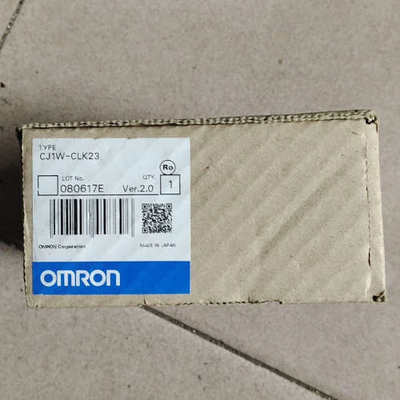 TYPE
CJ1W-CLK23
Ro
LOT No. QTY.
080617E Ver.2.0 1
OMRON Corporation MADE IN JAPAN
OMRON